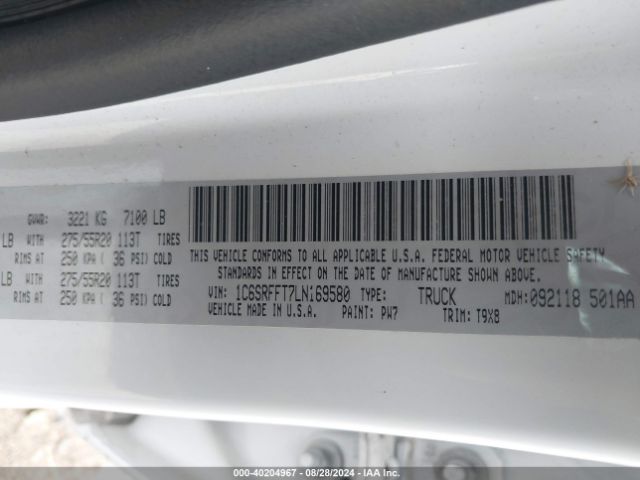 GVWR: 3221 KG 7100 LB
LB WITH 275/55R20 113T TIRES
RIMS AT 250 KPA ( 36 PSI) COLD
LB WITH 275/55R20 113T TIRES
RIMS AT 250 KPA ( 36 PSI) COLD
THIS VEHICLE CONFORMS TO ALL APPLICABLE U.S.A. FEDERAL MOTOR VEHICLE SAFETY
STANDARDS IN EFFECT ON THE DATE OF MANUFACTURE SHOWN ABOVE.
VIN: 1C6SRFFT7LN169580 TYPE: TRUCK MDH: 092118 501AA
VEHICLE MADE IN U.S.A. PAINT: PW7 TRIM: T9X8
000-40204967 - 08/28/2024 - IAA Inc.